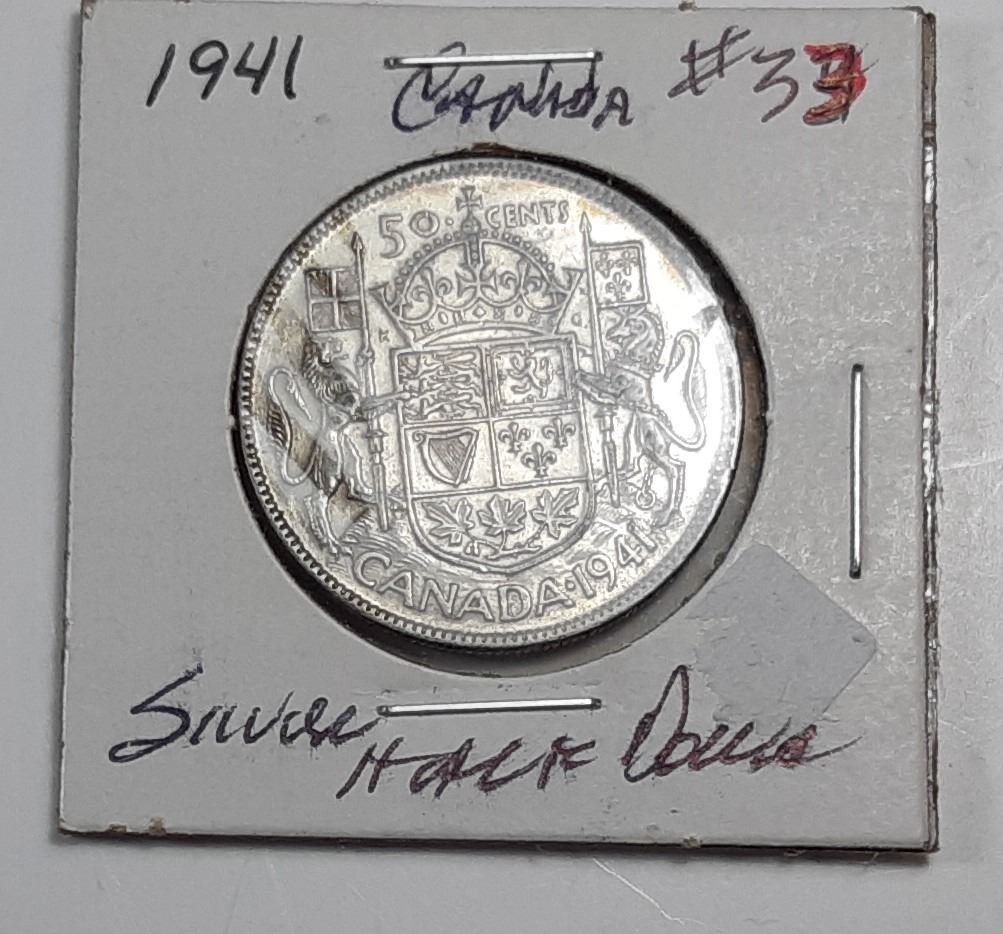 1941 CANADA #33
50 CENTS
CANADA·1941
Silver HALF Dollar